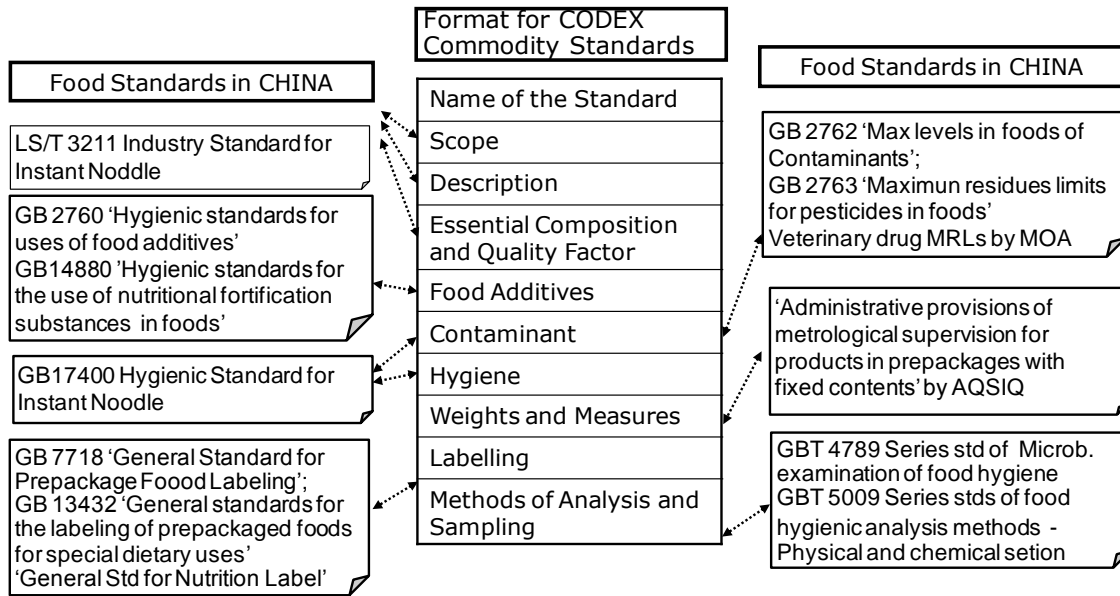 Format for CODEX
Commodity Standards
Food Standards in CHINA
LS/T 3211 Industry Standard for
Instant Noddle
GB 2760 ‘Hygienic standards for
uses of food additives’
GB14880 ’Hygienic standards for
the use of nutritional fortification
substances in foods’
GB17400 Hygienic Standard for
Instant Noodle
GB 7718 ‘General Standard for
Prepackage Foood Labeling’;
GB 13432 ‘General standards for
the labeling of prepackaged foods
for special dietary uses’
‘General Std for Nutrition Label’
Name of the Standard
Scope
Description
Essential Composition
and Quality Factor
Food Additives
Contaminant
Hygiene
Weights and Measures
Labelling
Methods of Analysis and
Sampling
Food Standards in CHINA
GB 2762 ‘Max levels in foods of
Contaminants’;
GB 2763 ‘Maximun residues limits
for pesticides in foods’
Veterinary drug MRLs by MOA
‘Administrative provisions of
metrological supervision for
products in prepackages with
fixed contents’ by AQSIQ
GBT 4789 Series std of Microb.
examination of food hygiene
GBT 5009 Series stds of food
hygienic analysis methods -
Physical and chemical setion